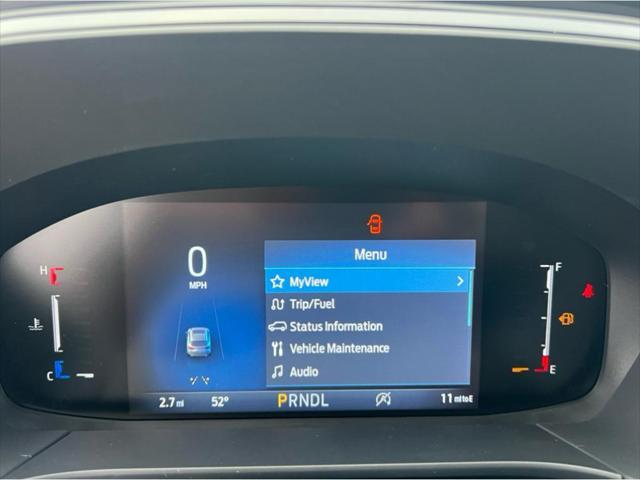 0
MPH
Menu
MyView
Trip/Fuel
Status Information
Vehicle Maintenance
Audio
H
C
F
E
2.7 mi 52° PRNDL 11 mi to E